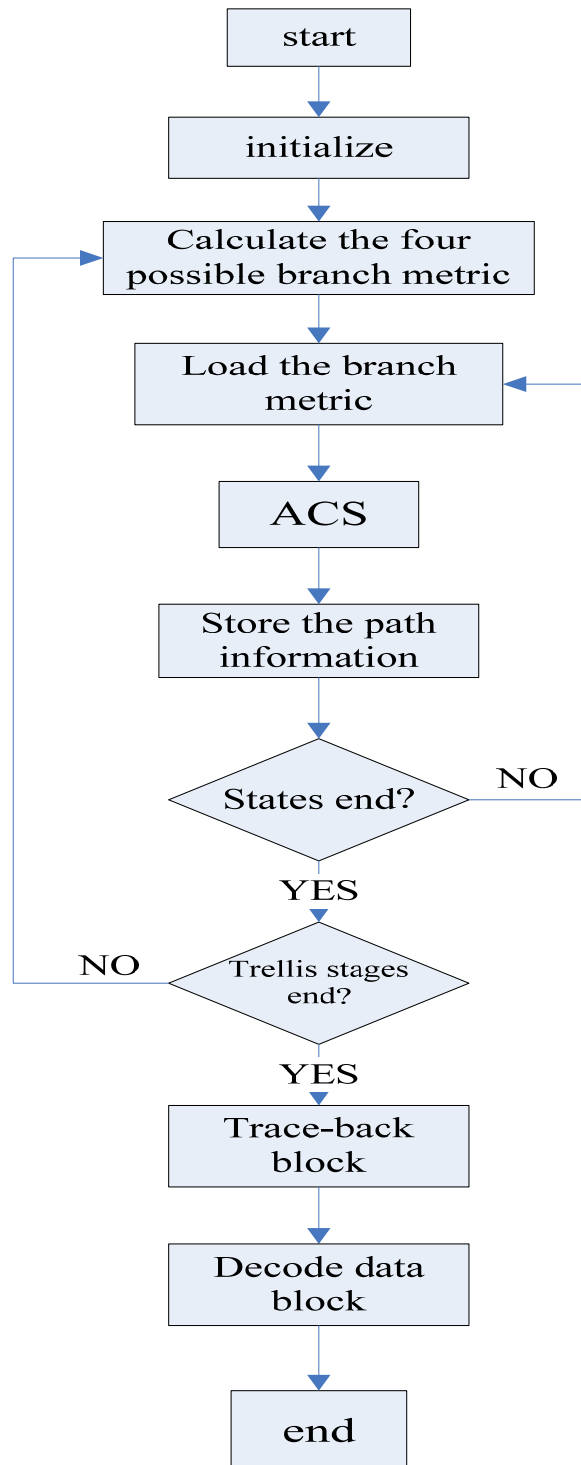 start
initialize
Calculate the four
possible branch metric
Load the branch
metric
ACS
Store the path
information
States end?
NO
YES
NO
Trellis stages
end?
YES
Trace-back
block
Decode data
block
end